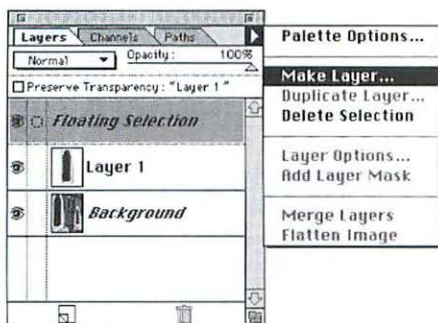 Layers Channels Paths
Normal Opacity: 100%
Preserve Transparency: "Layer 1"
Floating Selection
Layer 1
Background
Palette Options...
Make Layer...
Duplicate Layer...
Delete Selection
Layer Options...
Add Layer Mask
Merge Layers
Flatten Image